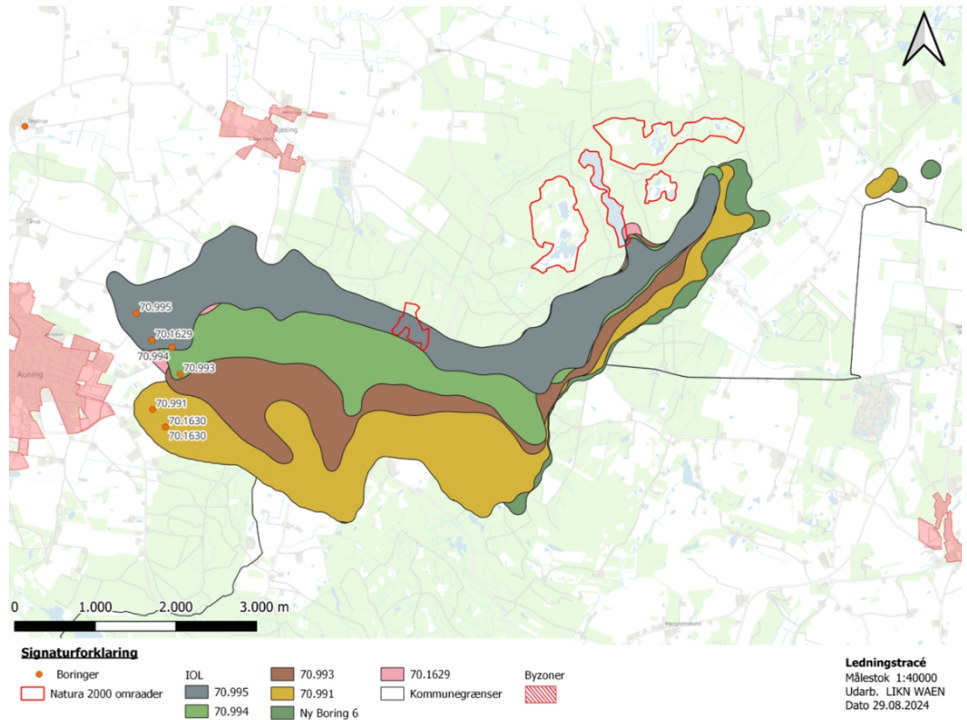 Auning
70.995
70.1629
70.994
70.993
70.991
70.1630
70.1630
0 1.000 2.000 3.000 m
Signaturforklaring
Boringer
Natura 2000 omraader
IOL
70.995
70.994
70.993
70.991
Ny Boring 6
70.1629
Kommunegrænser
Byzoner
Ledningstracé
Målestok 1:40000
Udarb. LIKN WAEN
Dato 29.08.2024